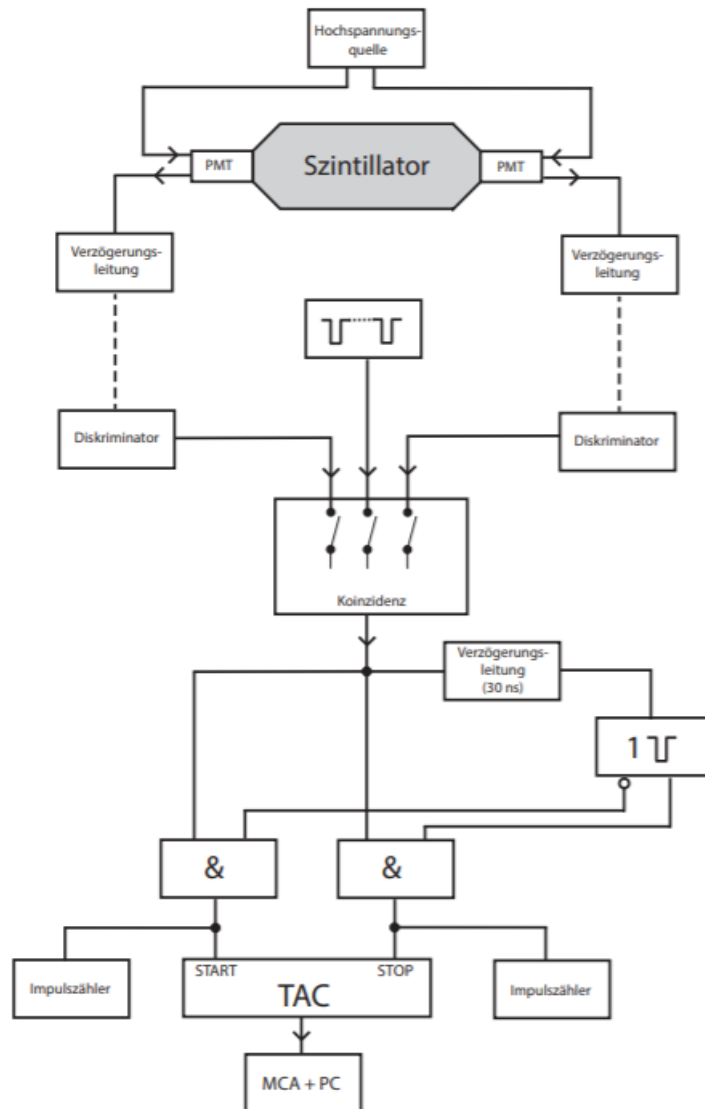 Hochspannungs-
quelle
PMT
Szintillator
PMT
Verzögerungs-
leitung
Verzögerungs-
leitung
Diskriminator
Diskriminator
Koinzidenz
Verzögerungs-
leitung
(30 ns)
1
&
&
Impulszähler
START
STOP
TAC
Impulszähler
MCA + PC